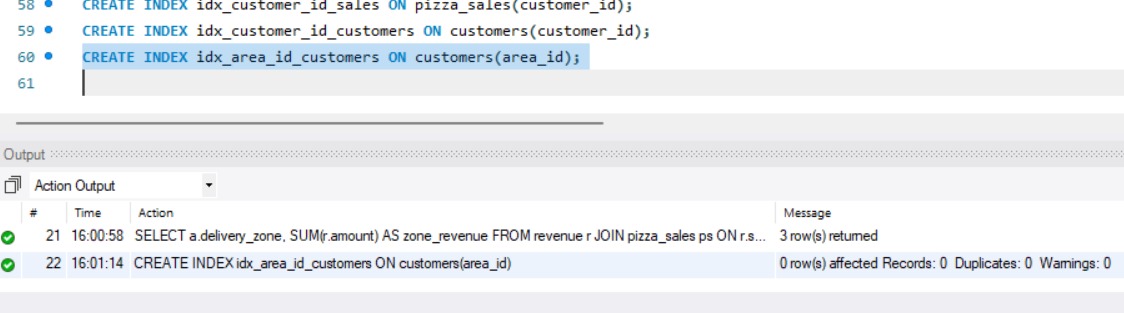 58 CREATE INDEX idx_customer_id_sales ON pizza_sales(customer_id);
59 CREATE INDEX idx_customer_id_customers ON customers(customer_id);
60 CREATE INDEX idx_area_id_customers ON customers(area_id);
61
Output
Action Output
# Time Action Message
21 16:00:58 SELECT a.delivery_zone, SUM(r.amount) AS zone_revenue FROM revenue r JOIN pizza_sales ps ON r.s... 3 row(s) returned
22 16:01:14 CREATE INDEX idx_area_id_customers ON customers(area_id) 0 row(s) affected Records: 0 Duplicates: 0 Warnings: 0